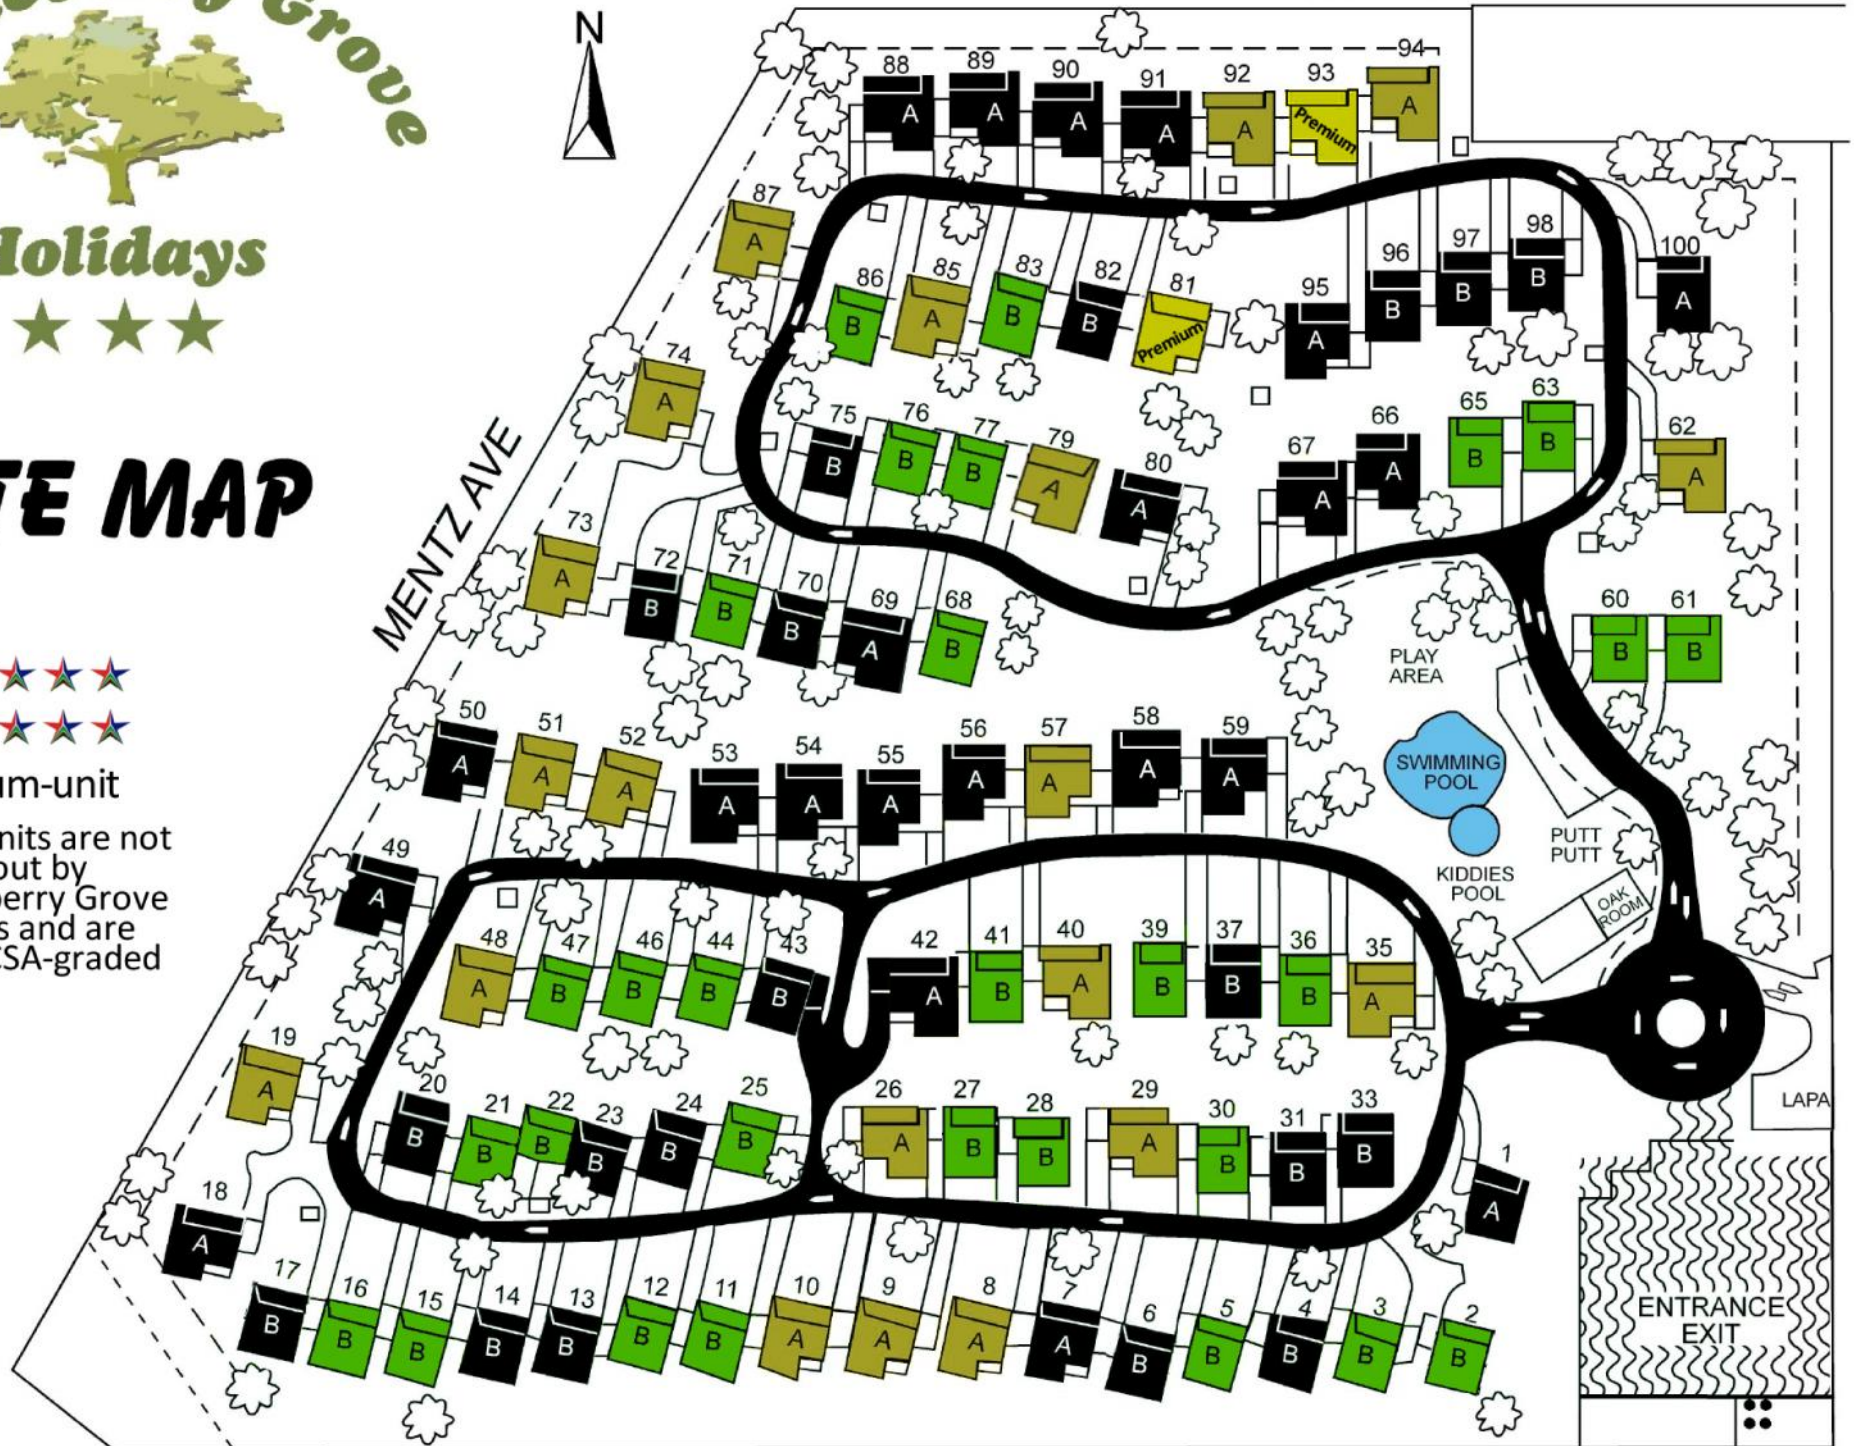 Grove
Holidays
N
TE MAP
MENTZ AVE
um-unit
nits are not
out by
berry Grove
s and are
CSA-graded
88 89 90 91 92 93 94
A A A A A Premium A
87
A
86 85 83 82 81
B A B B Premium
95 96 97 98 100
A B B B A
74
A
75 76 77 79 80
B B B A A
67 66 65 63 62
A A B B A
73
A
72 71 70 69 68
B B B A B
60 61
B B
PLAY
AREA
SWIMMING
POOL
PUTT
PUTT
KIDDIES
POOL
OAK
ROOM
50 51 52 53 54 55 56 57 58 59
A A A A A A A A A A
49
A
48 47 46 44 43 42 41 40 39 37 36 35
A B B B B A B A B B B A
19
A
20 21 22 23 24 25 26 27 28 29 30 31 33
B B B B B B A B B A B B B
LAPA
1
A
18
A
17 16 15 14 13 12 11 10 9 8 7 6 5 4 3 2
B B B B B B B A A A A B B B B B
ENTRANCE
EXIT